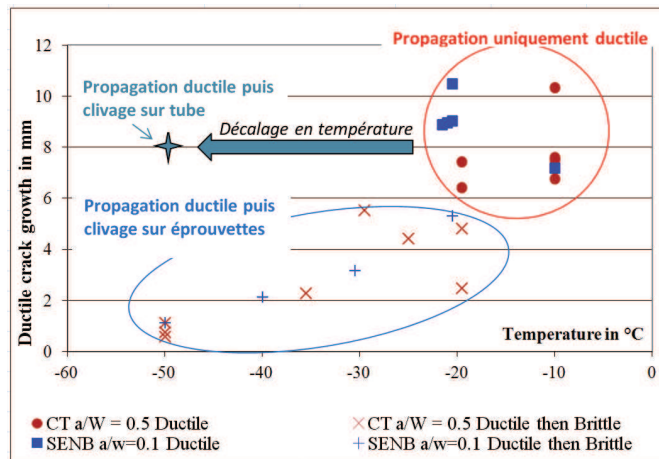 Propagation uniquement ductile
12
Propagation ductile puis
clivage sur tube
10
Décalage en température
8
6
Propagation ductile puis
clivage sur éprouvettes
4
2
0
Ductile crack growth in mm
Temperature in °C
-60 -50 -40 -30 -20 -10 0
CT a/W = 0.5 Ductile
CT a/W = 0.5 Ductile then Brittle
SENB a/w=0.1 Ductile
SENB a/w=0.1 Ductile then Brittle